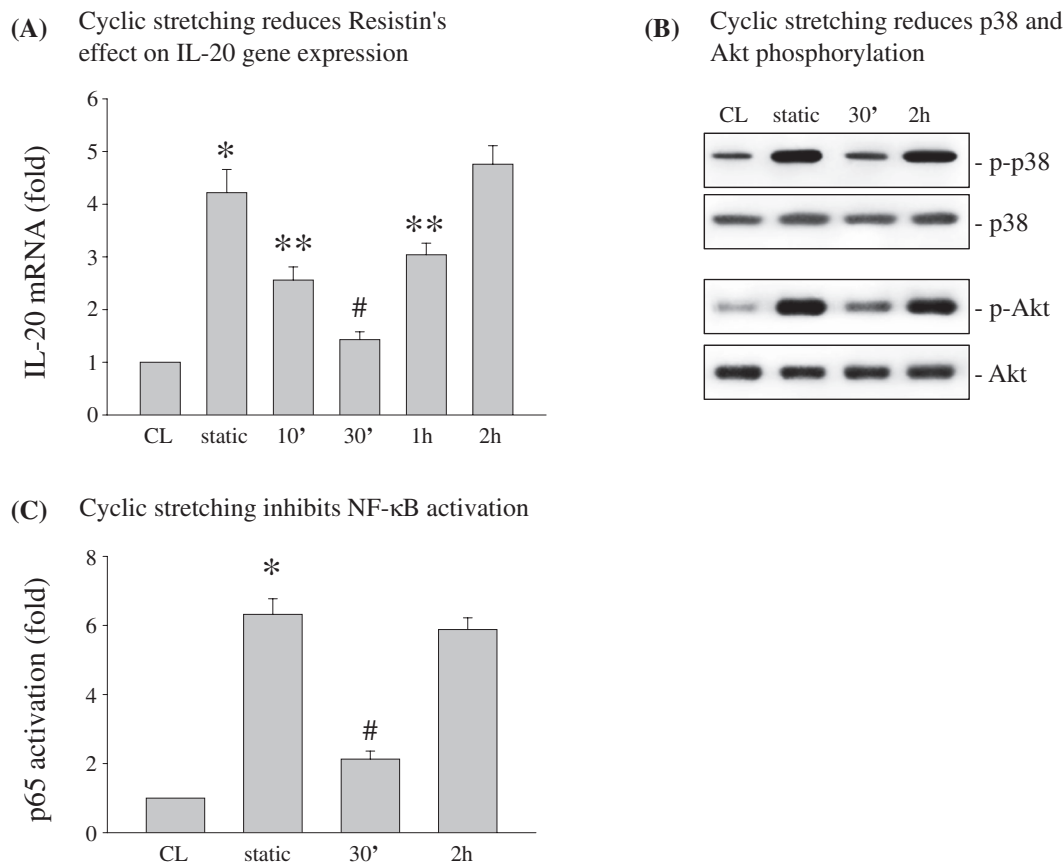 (A) Cyclic stretching reduces Resistin's
effect on IL-20 gene expression
IL-20 mRNA (fold)
6
5
4
3
2
1
0
*
**
#
**
CL static 10’ 30’ 1h 2h
(B) Cyclic stretching reduces p38 and
Akt phosphorylation
CL static 30’ 2h
- p-p38
- p38
- p-Akt
- Akt
(C) Cyclic stretching inhibits NF-κB activation
p65 activation (fold)
8
6
4
2
0
*
#
CL static 30’ 2h